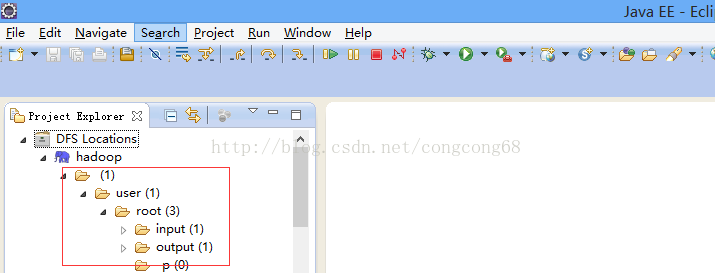 Java EE - Ecli
File Edit Navigate Search Project Run Window Help
Project Explorer
DFS Locations
hadoop
(1)
user (1)
root (3)
input (1)
output (1)
p (0)
http://blog.csdn.net/congcong68